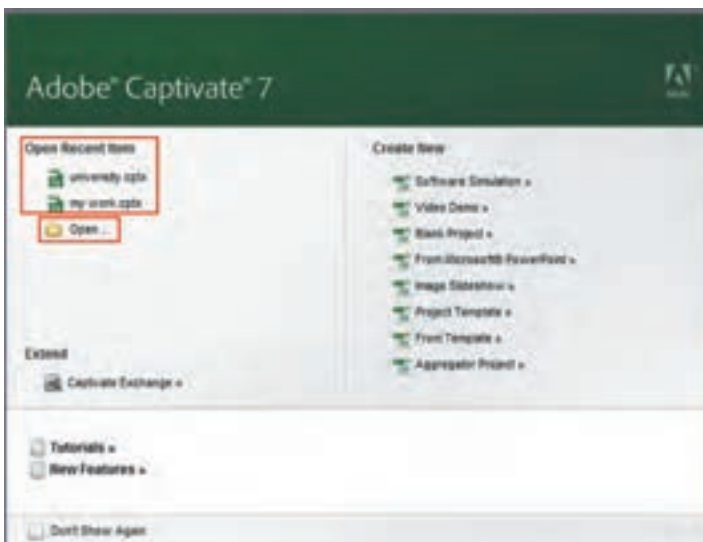 Adobe® Captivate® 7
Adobe
Open Recent Item
university.cptx
my work.cptx
Open...
Create New
Software Simulation »
Video Demo »
Blank Project »
From Microsoft® PowerPoint »
Image Slideshow »
Project Template »
From Template »
Aggregator Project »
Extend
Captivate Exchange »
Tutorials »
New Features »
Don't Show Again